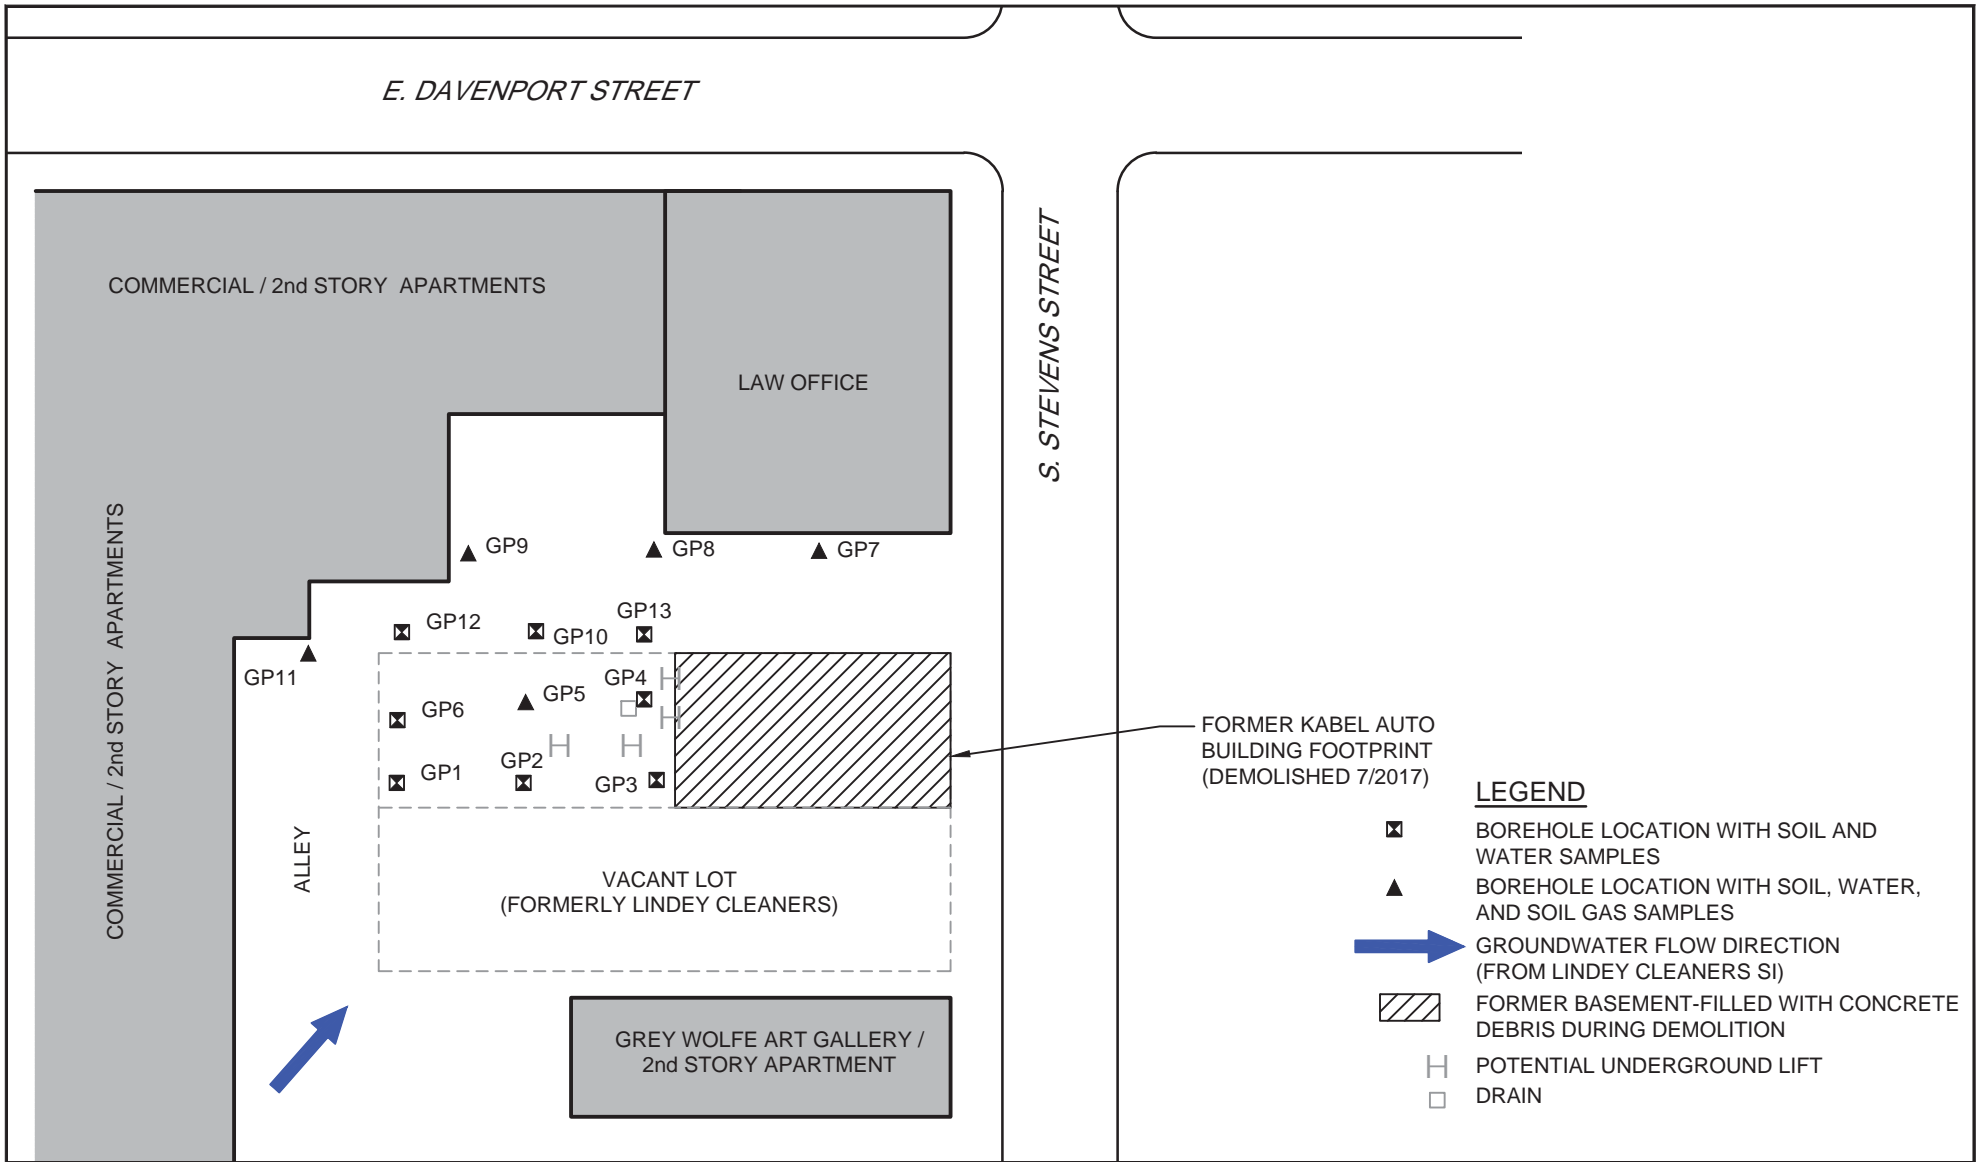 E. DAVENPORT STREET
S. STEVENS STREET
COMMERCIAL / 2nd STORY APARTMENTS
LAW OFFICE
COMMERCIAL / 2nd STORY APARTMENTS
GP9
GP8
GP7
GP13
GP12
GP10
GP11
GP4
GP5
GP6
GP2
GP1
GP3
FORMER KABEL AUTO
BUILDING FOOTPRINT
(DEMOLISHED 7/2017)
ALLEY
VACANT LOT
(FORMERLY LINDEY CLEANERS)
GREY WOLFE ART GALLERY /
2nd STORY APARTMENT
LEGEND
BOREHOLE LOCATION WITH SOIL AND
WATER SAMPLES
BOREHOLE LOCATION WITH SOIL, WATER,
AND SOIL GAS SAMPLES
GROUNDWATER FLOW DIRECTION
(FROM LINDEY CLEANERS SI)
FORMER BASEMENT-FILLED WITH CONCRETE
DEBRIS DURING DEMOLITION
POTENTIAL UNDERGROUND LIFT
DRAIN